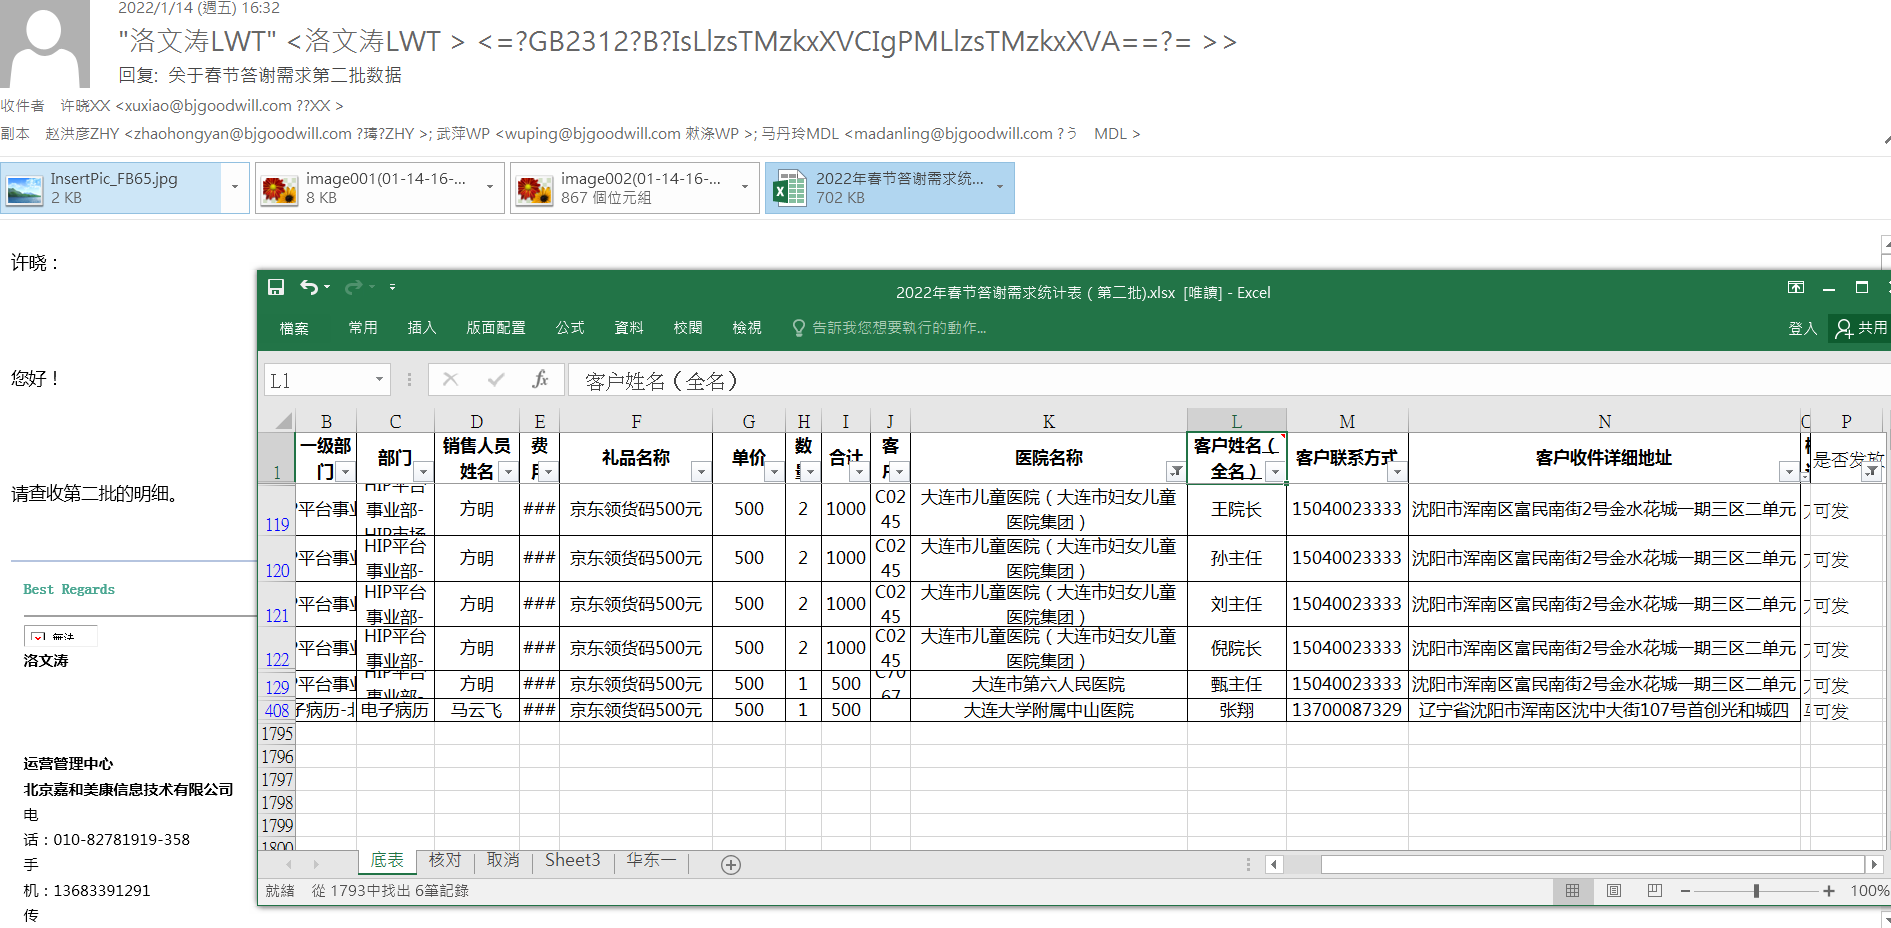 2022/1/14 (週五) 16:32
"洛文涛LWT" <洛文涛LWT > <=?GB2312?B?IsLlzsTMzkxXVCIgPMLlzsTMzkxXVA==?= >>
回复: 关于春节答谢需求第二批数据
收件者 许晓XX <xuxiao@bjgoodwill.com ??XX >
副本 赵洪彦ZHY <zhaohongyan@bjgoodwill.com ?璹?ZHY >; 武萍WP <wuping@bjgoodwill.com 欶涤WP >; 马丹玲MDL <madanling@bjgoodwill.com ?う MDL >
InsertPic_FB65.jpg
2 KB
image001(01-14-16-...
8 KB
image002(01-14-16-...
867 個位元組
2022年春节答谢需求统...
702 KB
许晓：
您好！
请查收第二批的明细。
Best Regards
無法
洛文涛
运营管理中心
北京嘉和美康信息技术有限公司
电
话：010-82781919-358
手
机：13683391291
传
2022年春节答谢需求统计表（第二批).xlsx [唯讀] - Excel
檔案 常用 插入 版面配置 公式 資料 校閱 檢視 告訴我您想要執行的動作... 登入 共用
L1 fx 客户姓名（全名）
B C D E F G H I J K L M N P
1 一级部门 部门 销售人员姓名 费 礼品名称 单价 数量 合计 客户 医院名称 客户姓名（全名） 客户联系方式 客户收件详细地址 是否发放
119 平台事业 HIP平台事业部- 方明 ### 京东领货码500元 500 2 1000 C0245 大连市儿童医院（大连市妇女儿童医院集团） 王院长 15040023333 沈阳市浑南区富民南街2号金水花城一期三区二单元 可发
120 平台事业 HIP平台事业部- 方明 ### 京东领货码500元 500 2 1000 C0245 大连市儿童医院（大连市妇女儿童医院集团） 孙主任 15040023333 沈阳市浑南区富民南街2号金水花城一期三区二单元 可发
121 平台事业 HIP平台事业部- 方明 ### 京东领货码500元 500 2 1000 C0245 大连市儿童医院（大连市妇女儿童医院集团） 刘主任 15040023333 沈阳市浑南区富民南街2号金水花城一期三区二单元 可发
122 平台事业 HIP平台事业部- 方明 ### 京东领货码500元 500 2 1000 C0245 大连市儿童医院（大连市妇女儿童医院集团） 倪院长 15040023333 沈阳市浑南区富民南街2号金水花城一期三区二单元 可发
129 平台事业 HIP平台事业部- 方明 ### 京东领货码500元 500 1 500 C7067 大连市第六人民医院 甄主任 15040023333 沈阳市浑南区富民南街2号金水花城一期三区二单元 可发
408 子病历-北 电子病历 马云飞 ### 京东领货码500元 500 1 500 大连大学附属中山医院 张翔 13700087329 辽宁省沈阳市浑南区沈中大街107号首创光和城四 可发
1795
1796
1797
1798
1799
1800
底表 核对 取消 Sheet3 华东一
就緒 從 1793中找出 6筆記錄 100%